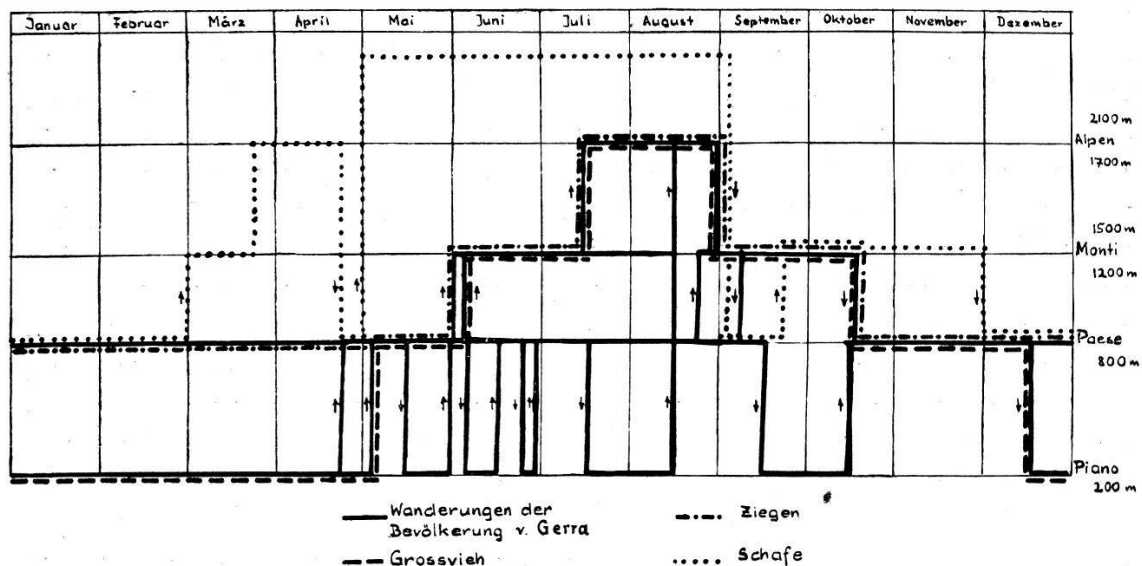 Januar Februar März April Mai Juni Juli August September Oktober November Dezember
2100 m
Alpen
1700 m
1500 m
Monti
1200 m
Paese
800 m
Piano
200 m
Wanderungen der
Bevölkerung v. Gerra
Grossvieh
Ziegen
Schafe